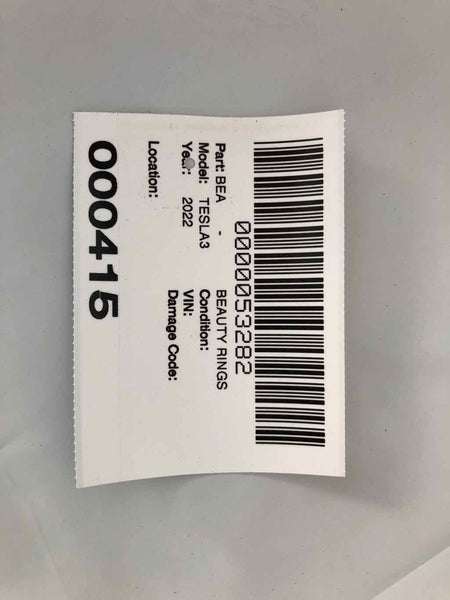 0000053282
Part: BEA - BEAUTY RINGS
Model: TESLA3 Condition:
Year: 2022 VIN:
Damage Code:
Location:
000415